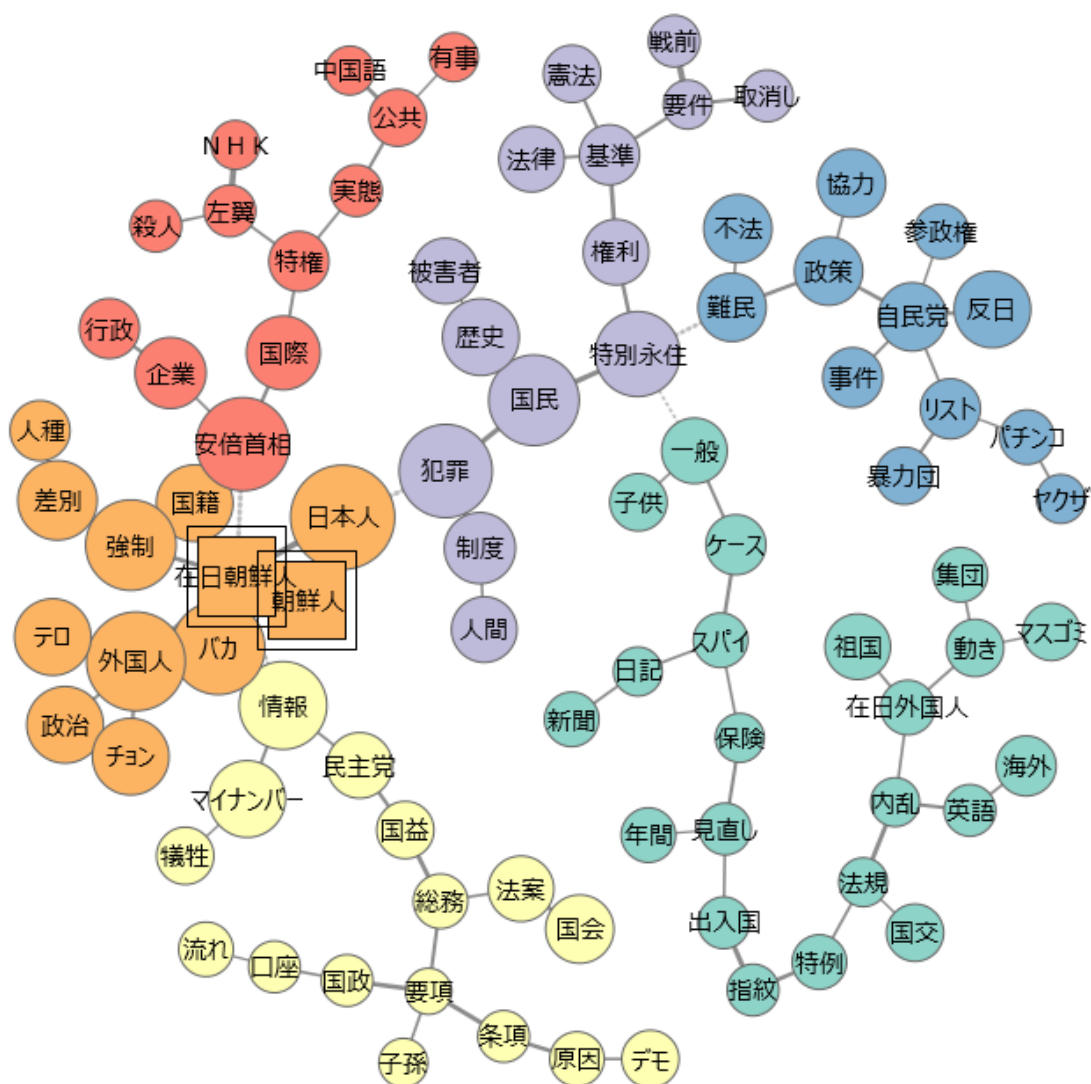 中国語
有事
公共
ＮＨＫ
実態
殺人
左翼
特権
行政
企業
国際
安倍首相
戦前
憲法
要件
取消し
法律
基準
権利
被害者
歴史
特別永住
国民
犯罪
制度
人間
協力
不法
参政権
政策
難民
自民党
反日
事件
リスト
パチンコ
暴力団
ヤクザ
人種
差別
国籍
日本人
強制
在日朝鮮人
朝鮮人
テロ
外国人
バカ
政治
チョン
情報
マイナンバー
民主党
犠牲
国益
総務
法案
国会
流れ
口座
国政
要項
子孫
条項
原因
デモ
一般
子供
ケース
スパイ
日記
新聞
保険
年間
見直し
出入国
指紋
特例
法規
国交
内乱
英語
海外
在日外国人
祖国
動き
集団
マスゴミ